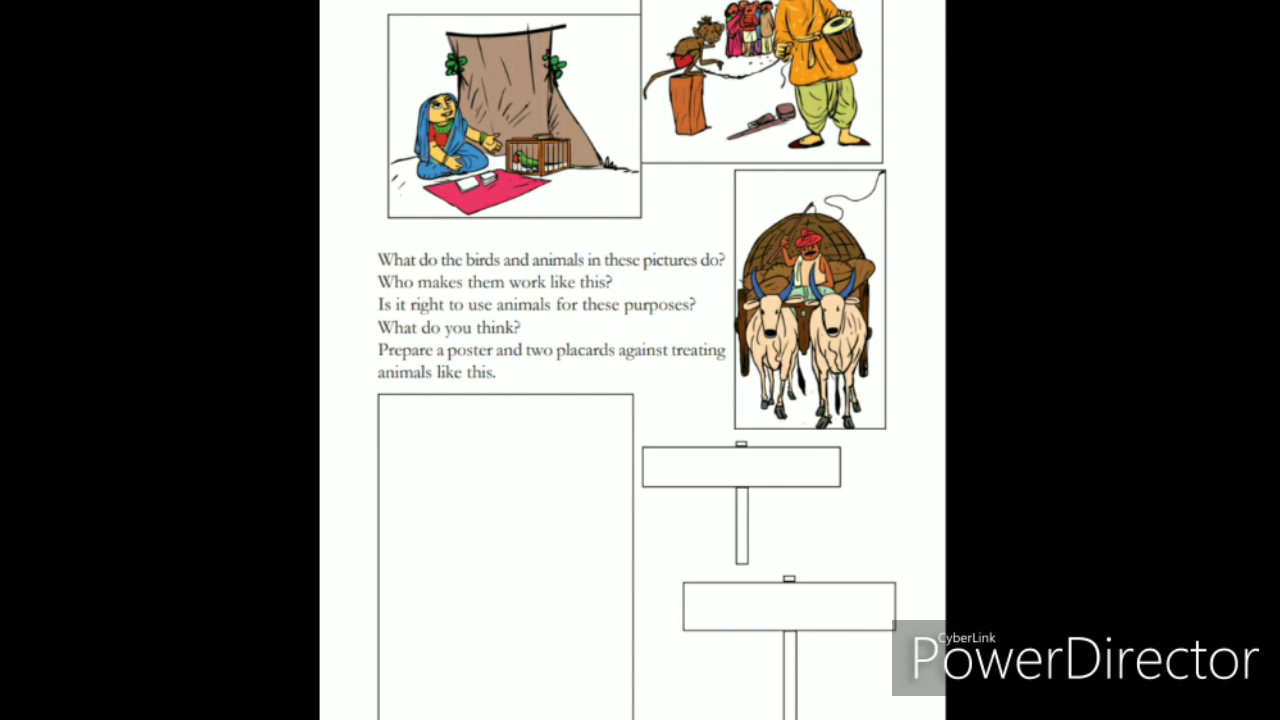 What do the birds and animals in these pictures do?
Who makes them work like this?
Is it right to use animals for these purposes?
What do you think?
Prepare a poster and two placards against treating
animals like this.
CyberLink
PowerDirector